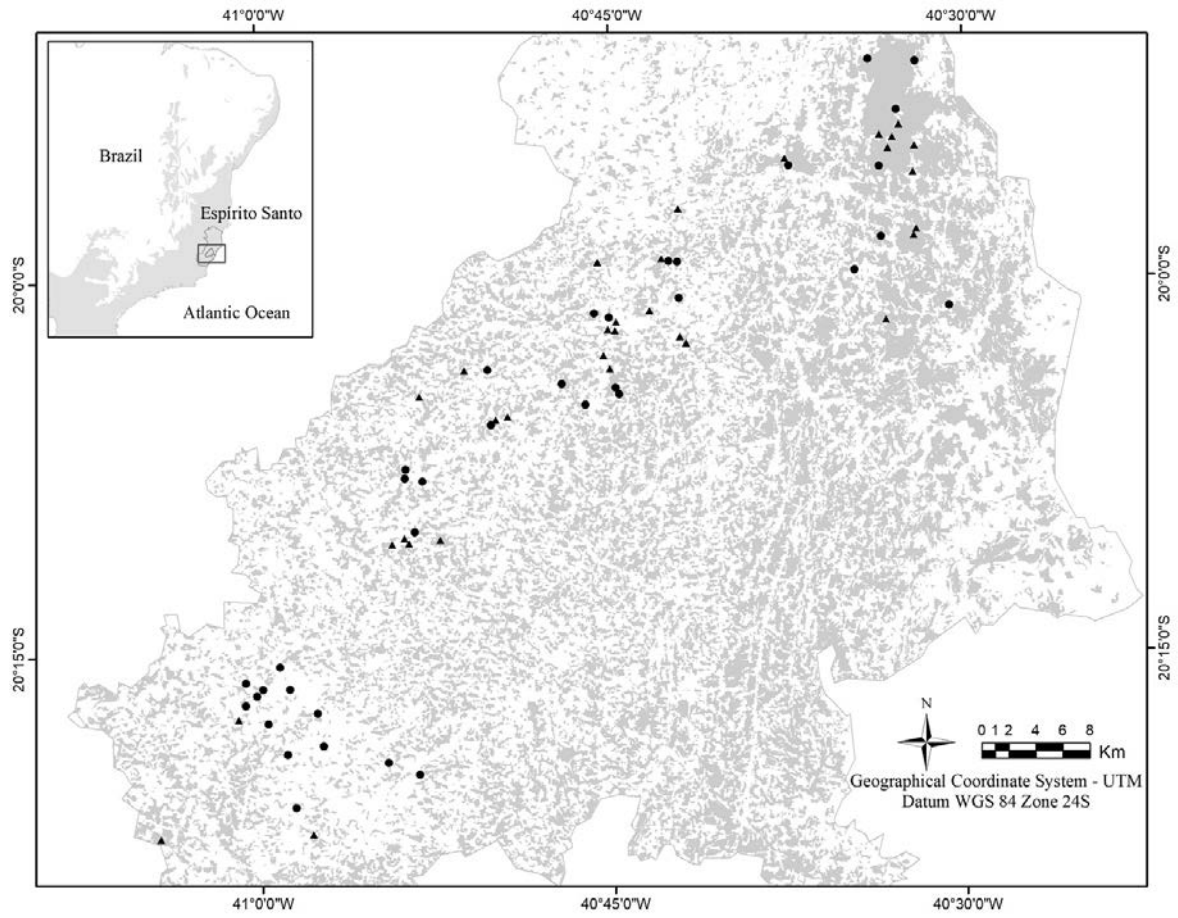 41°0'0"W 40°45'0"W 40°30'0"W
Brazil
Espírito Santo
Atlantic Ocean
20°0'0"S 20°0'0"S
20°15'0"S 20°15'0"S
N
0 1 2 4 6 8
Km
Geographical Coordinate System - UTM
Datum WGS 84 Zone 24S
41°0'0"W 40°45'0"W 40°30'0"W